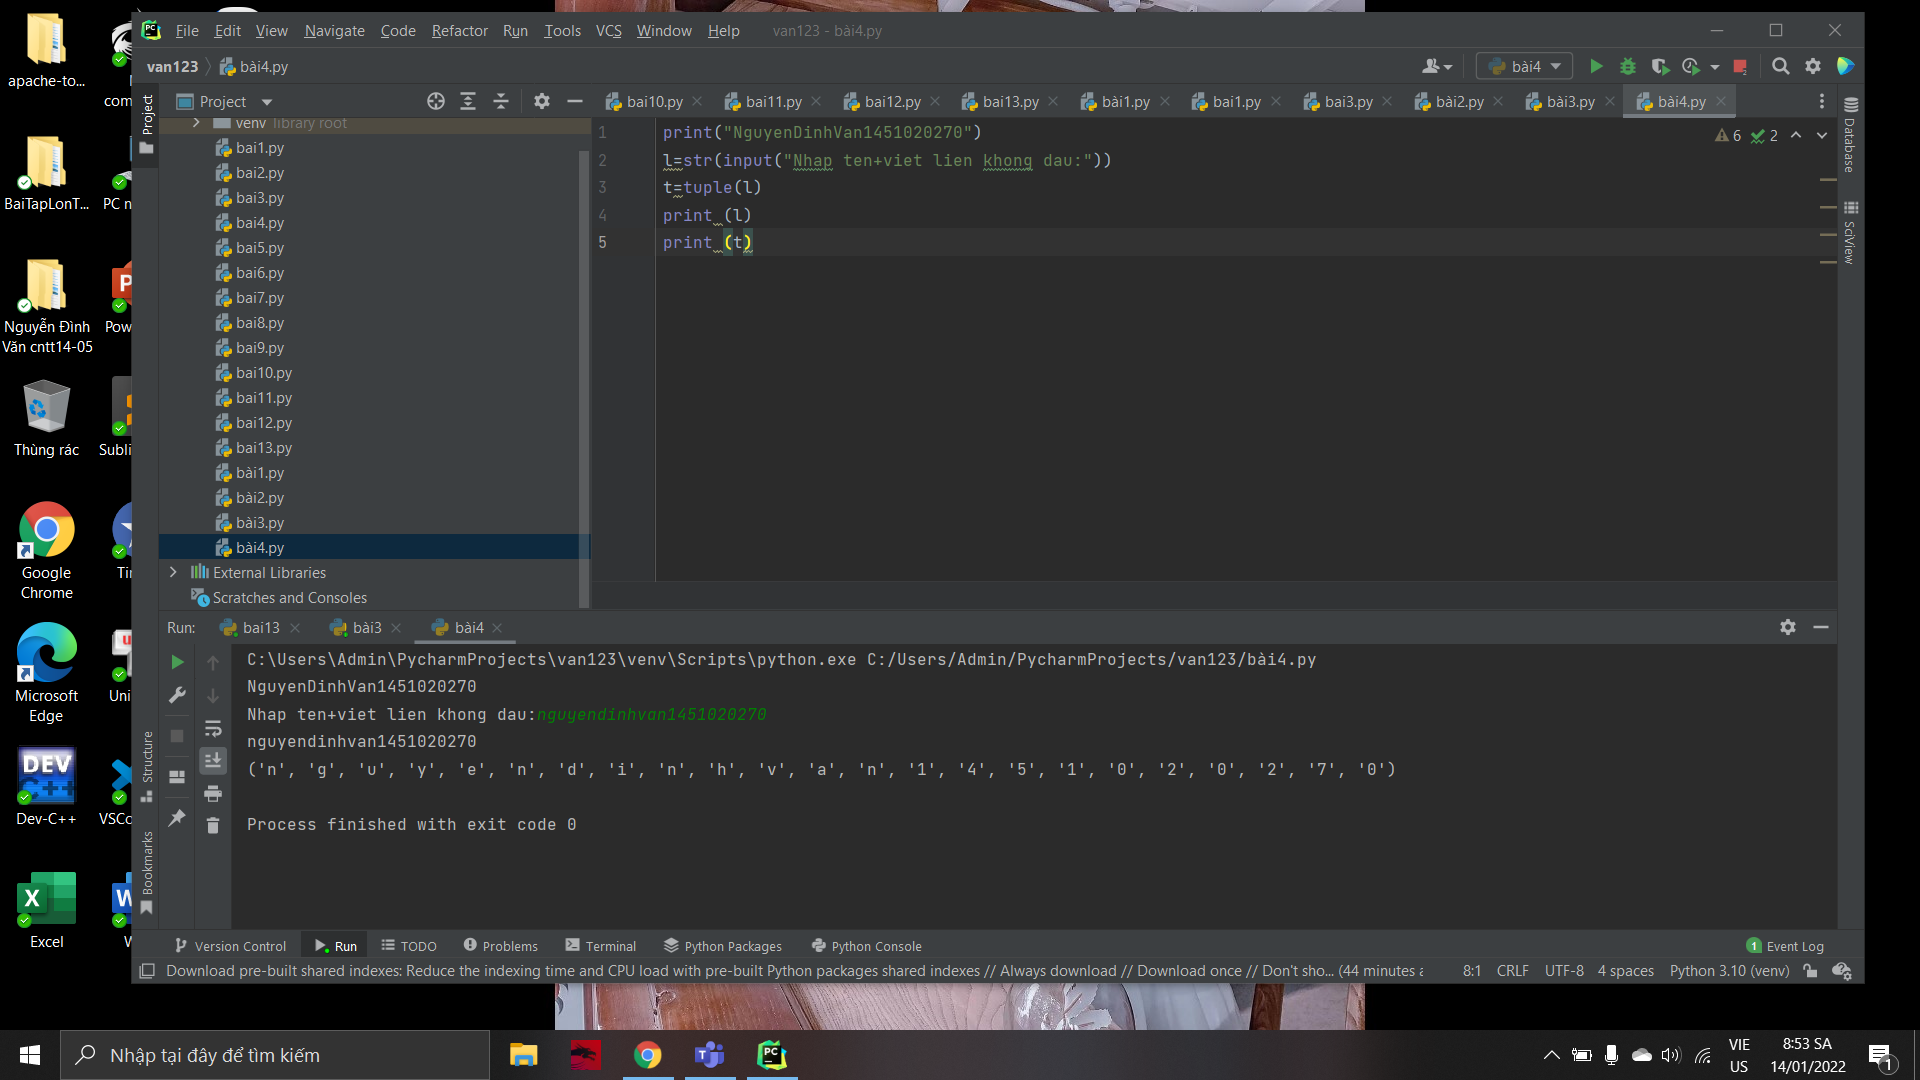 apache-to...
BaiTapLonT...
PC n
com
Nguyễn Đình
Văn cntt14-05
Pow
Thùng rác
Subli
Google
Chrome
Microsoft
Edge
Uni
Dev-C++
VSCo
Excel
File Edit View Navigate Code Refactor Run Tools VCS Window Help van123 - bài4.py
van123 bài4.py
bài4
Project
Project
bai10.py bai11.py bai12.py bai13.py bài1.py bai1.py bai3.py bài2.py bài3.py bài4.py
venv library root
bai1.py
bai2.py
bai3.py
bai4.py
bai5.py
bai6.py
bai7.py
bai8.py
bai9.py
bai10.py
bai11.py
bai12.py
bai13.py
bài1.py
bài2.py
bài3.py
bài4.py
External Libraries
Scratches and Consoles
1 print("NguyenDinhVan1451020270")
2 l=str(input("Nhap ten+viet lien khong dau:"))
3 t=tuple(l)
4 print (l)
5 print (t)
6 2
Database
SciView
Run: bai13 bài3 bài4
C:\Users\Admin\PycharmProjects\van123\venv\Scripts\python.exe C:/Users/Admin/PycharmProjects/van123/bài4.py
NguyenDinhVan1451020270
Nhap ten+viet lien khong dau:nguyendinhvan1451020270
nguyendinhvan1451020270
('n', 'g', 'u', 'y', 'e', 'n', 'd', 'i', 'n', 'h', 'v', 'a', 'n', '1', '4', '5', '1', '0', '2', '0', '2', '7', '0')
Process finished with exit code 0
Structure
Bookmarks
Version Control Run TODO Problems Terminal Python Packages Python Console
1 Event Log
Download pre-built shared indexes: Reduce the indexing time and CPU load with pre-built Python packages shared indexes // Always download // Download once // Don't sho... (44 minutes a
8:1 CRLF UTF-8 4 spaces Python 3.10 (venv)
Nhập tại đây để tìm kiếm
VIE
US
8:53 SA
14/01/2022
1